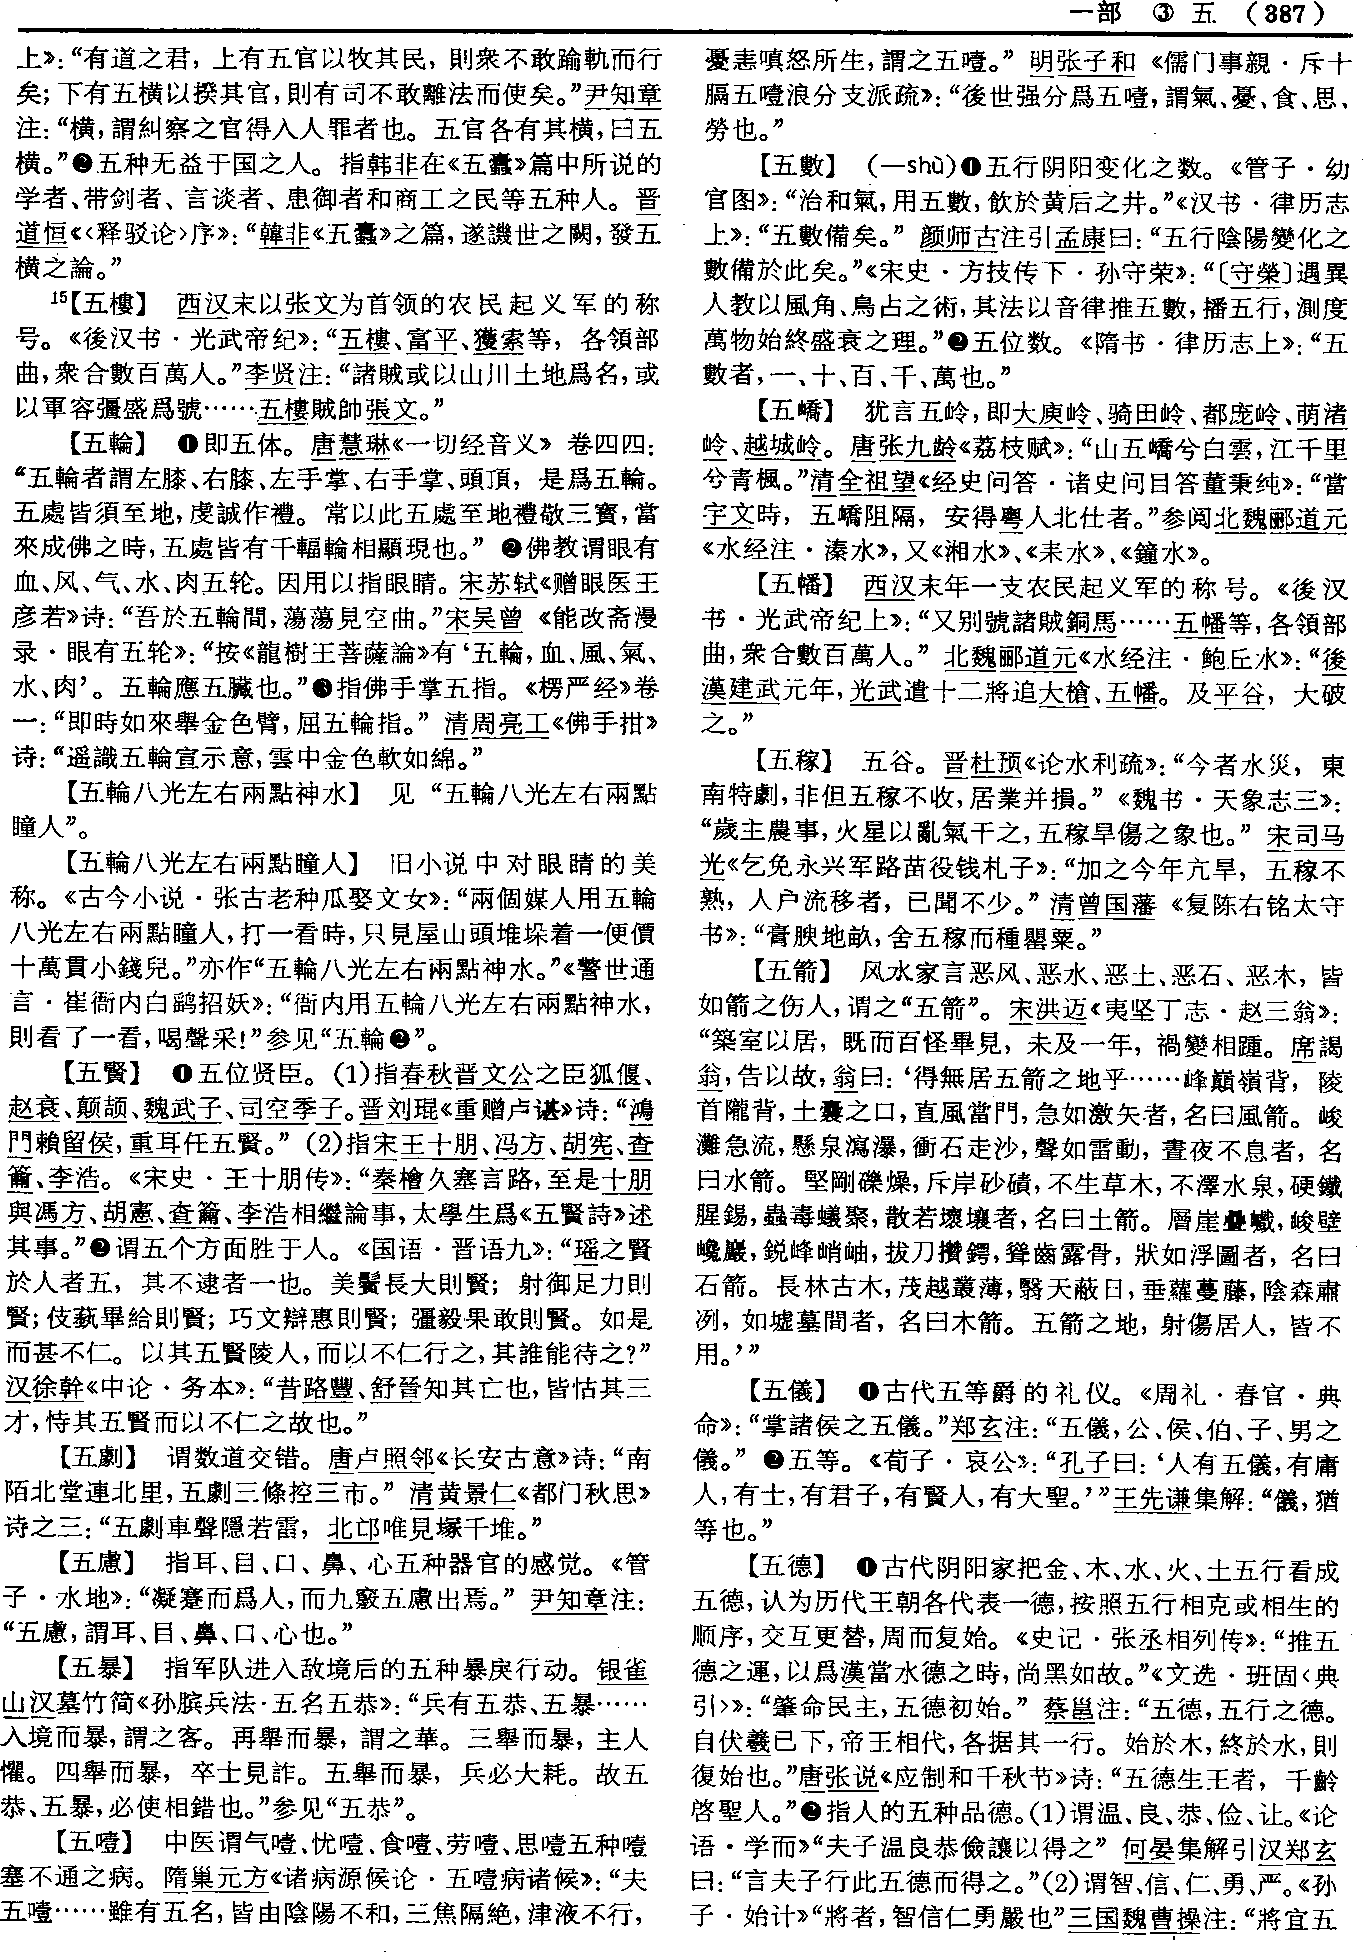 一部 ③ 五 (387)
上》：“有道之君，上有五官以牧其民，則衆不敢踰軌而行
矣；下有五横以揆其官，則有司不敢離法而使矣。”尹知章
注：“横，謂糾察之官得入人罪者也。五官各有其横，曰五
横。”❷五种无益于国之人。指韩非在《五蠹》篇中所说的
学者、带剑者、言谈者、患御者和商工之民等五种人。晋
道恒《〈释驳论〉序》：“韓非《五蠹》之篇，遂譏世之闕，發五
横之論。”
15【五樓】 西汉末以张文为首领的农民起义军的称
号。《後汉书·光武帝纪》：“五樓、富平、獲索等，各領部
曲，衆合數百萬人。”李贤注：“諸賊或以山川土地爲名，或
以軍容彊盛爲號……五樓賊帥張文。”
【五輪】 ❶即五体。唐慧琳《一切经音义》卷四四：
“五輪者謂左膝、右膝、左手掌、右手掌、頭頂，是爲五輪。
五處皆須至地，虔誠作禮。常以此五處至地禮敬三寳，當
來成佛之時，五處皆有千輻輪相顯現也。”❷佛教谓眼有
血、风、气、水、肉五轮。因用以指眼睛。宋苏轼《赠眼医王
彦若》诗：“吾於五輪間，蕩蕩見空曲。”宋吴曾《能改斋漫
录·眼有五轮》：“按《龍樹王菩薩論》有‘五輪，血、風、氣、
水、肉’。五輪應五臟也。”❸指佛手掌五指。《楞严经》卷
一：“即時如來舉金色臂，屈五輪指。”清周亮工《佛手拑》
诗：“遥識五輪宣示意，雲中金色軟如綿。”
【五輪八光左右兩點神水】 见“五輪八光左右兩點
瞳人”。
【五輪八光左右兩點瞳人】 旧小说中对眼睛的美
称。《古今小说·张古老种瓜娶文女》：“兩個媒人用五輪
八光左右兩點瞳人，打一看時，只見屋山頭堆垛着一便價
十萬貫小錢兒。”亦作“五輪八光左右兩點神水。”《警世通
言·崔衙内白鹞招妖》：“衙内用五輪八光左右兩點神水，
則看了一看，喝聲采！”参见“五輪❷”。
【五賢】 ❶五位贤臣。(1)指春秋晋文公之臣狐偃、
赵衰、颠颉、魏武子、司空季子。晋刘琨《重赠卢谌》诗：“鴻
門賴留侯，重耳任五賢。”(2)指宋王十朋、冯方、胡宪、查
籥、李浩。《宋史·王十朋传》：“秦檜久塞言路，至是十朋
與馮方、胡憲、查籥、李浩相繼論事，太學生爲《五賢詩》述
其事。”❷谓五个方面胜于人。《国语·晋语九》：“瑶之賢
於人者五，其不逮者一也。美鬢長大則賢；射御足力則
賢；伎藝畢給則賢；巧文辯惠則賢；彊毅果敢則賢。如是
而甚不仁。以其五賢陵人，而以不仁行之，其誰能待之？”
汉徐幹《中论·务本》：“昔路豐、舒晉知其亡也，皆怙其三
才，恃其五賢而以不仁之故也。”
【五劇】 谓数道交错。唐卢照邻《长安古意》诗：“南
陌北堂連北里，五劇三條控三市。”清黄景仁《都门秋思》
诗之三：“五劇車聲隱若雷，北邙唯見塚千堆。”
【五慮】 指耳、目、口、鼻、心五种器官的感觉。《管
子·水地》：“凝蹇而爲人，而九竅五慮出焉。”尹知章注：
“五慮，謂耳、目、鼻、口、心也。”
【五暴】 指军队进入敌境后的五种暴戾行动。银雀
山汉墓竹简《孙膑兵法·五名五恭》：“兵有五恭、五暴……
入境而暴，謂之客。再舉而暴，謂之華。三舉而暴，主人
懼。四舉而暴，卒士見詐。五舉而暴，兵必大耗。故五
恭、五暴，必使相錯也。”参见“五恭”。
【五噎】 中医谓气噎、忧噎、食噎、劳噎、思噎五种噎
塞不通之病。隋巢元方《诸病源候论·五噎病诸候》：“夫
五噎……雖有五名，皆由陰陽不和，三焦隔絶，津液不行，
憂恚嗔怒所生，謂之五噎。”明张子和《儒门事親·斥十
膈五噎浪分支派疏》：“後世强分爲五噎，謂氣、憂、食、思、
勞也。”
【五數】 (—shù)❶五行阴阳变化之数。《管子·幼
官图》：“治和氣，用五數，飲於黄后之井。”《汉书·律历志
上》：“五數備矣。”颜师古注引孟康曰：“五行陰陽變化之
數備於此矣。”《宋史·方技传下·孙守荣》：“〔守榮〕遇異
人教以風角、鳥占之術，其法以音律推五數，播五行，測度
萬物始終盛衰之理。”❷五位数。《隋书·律历志上》：“五
數者，一、十、百、千、萬也。”
【五嶠】 犹言五岭，即大庾岭、骑田岭、都庞岭、萌渚
岭、越城岭。唐张九龄《荔枝赋》：“山五嶠兮白雲，江千里
兮青楓。”清全祖望《经史问答·诸史问目答董秉纯》：“當
宇文時，五嶠阻隔，安得粤人北仕者。”参阅北魏郦道元
《水经注·溱水》，又《湘水》、《耒水》、《鐘水》。
【五幡】 西汉末年一支农民起义军的称号。《後汉
书·光武帝纪上》：“又别號諸賊銅馬……五幡等，各領部
曲，衆合數百萬人。”北魏郦道元《水经注·鲍丘水》：“後
漢建武元年，光武遣十二將追大槍、五幡。及平谷，大破
之。”
【五稼】 五谷。晋杜预《论水利疏》：“今者水災，東
南特劇，非但五稼不收，居業并損。”《魏书·天象志三》：
“歲主農事，火星以亂氣干之，五稼旱傷之象也。”宋司马
光《乞免永兴军路苗役钱札子》：“加之今年亢旱，五稼不
熟，人户流移者，已聞不少。”清曾国藩《复陈右铭太守
书》：“膏腴地畝，舍五稼而種罌粟。”
【五箭】 风水家言恶风、恶水、恶土、恶石、恶木，皆
如箭之伤人，谓之“五箭”。宋洪迈《夷坚丁志·赵三翁》：
“築室以居，既而百怪畢見，未及一年，禍變相踵。席謁
翁，告以故，翁曰：‘得無居五箭之地乎……峰巔嶺背，陵
首隴背，土囊之口，直風當門，急如激矢者，名曰風箭。峻
灘急流，懸泉瀉瀑，衝石走沙，聲如雷動，晝夜不息者，名
曰水箭。堅剛磽燥，斥岸砂磧，不生草木，不澤水泉，硬鐵
腥錫，蟲毒蟻聚，散若壞壤者，名曰土箭。層崖疊巘，峻壁
巉巖，鋭峰峭岫，拔刀攢鍔，聳齒露骨，狀如浮圖者，名曰
石箭。長林古木，茂越叢薄，翳天蔽日，垂蘿蔓藤，陰森肅
冽，如墟墓間者，名曰木箭。五箭之地，射傷居人，皆不
用。’”
【五儀】 ❶古代五等爵的礼仪。《周礼·春官·典
命》：“掌諸侯之五儀。”郑玄注：“五儀，公、侯、伯、子、男之
儀。”❷五等。《荀子·哀公》：“孔子曰：‘人有五儀，有庸
人，有士，有君子，有賢人，有大聖。’”王先谦集解：“儀，猶
等也。”
【五德】 ❶古代阴阳家把金、木、水、火、土五行看成
五德，认为历代王朝各代表一德，按照五行相克或相生的
顺序，交互更替，周而复始。《史记·张丞相列传》：“推五
德之運，以爲漢當水德之時，尚黑如故。”《文选·班固〈典
引〉》：“肇命民主，五德初始。”蔡邕注：“五德，五行之德。
自伏羲已下，帝王相代，各据其一行。始於木，終於水，則
復始也。”唐张说《应制和千秋节》诗：“五德生王者，千齡
啓聖人。”❷指人的五种品德。(1)谓温、良、恭、俭、让。《论
语·学而》“夫子温良恭儉讓以得之”何晏集解引汉郑玄
曰：“言夫子行此五德而得之。”(2)谓智、信、仁、勇、严。《孙
子·始计》“將者，智信仁勇嚴也”三国魏曹操注：“將宜五